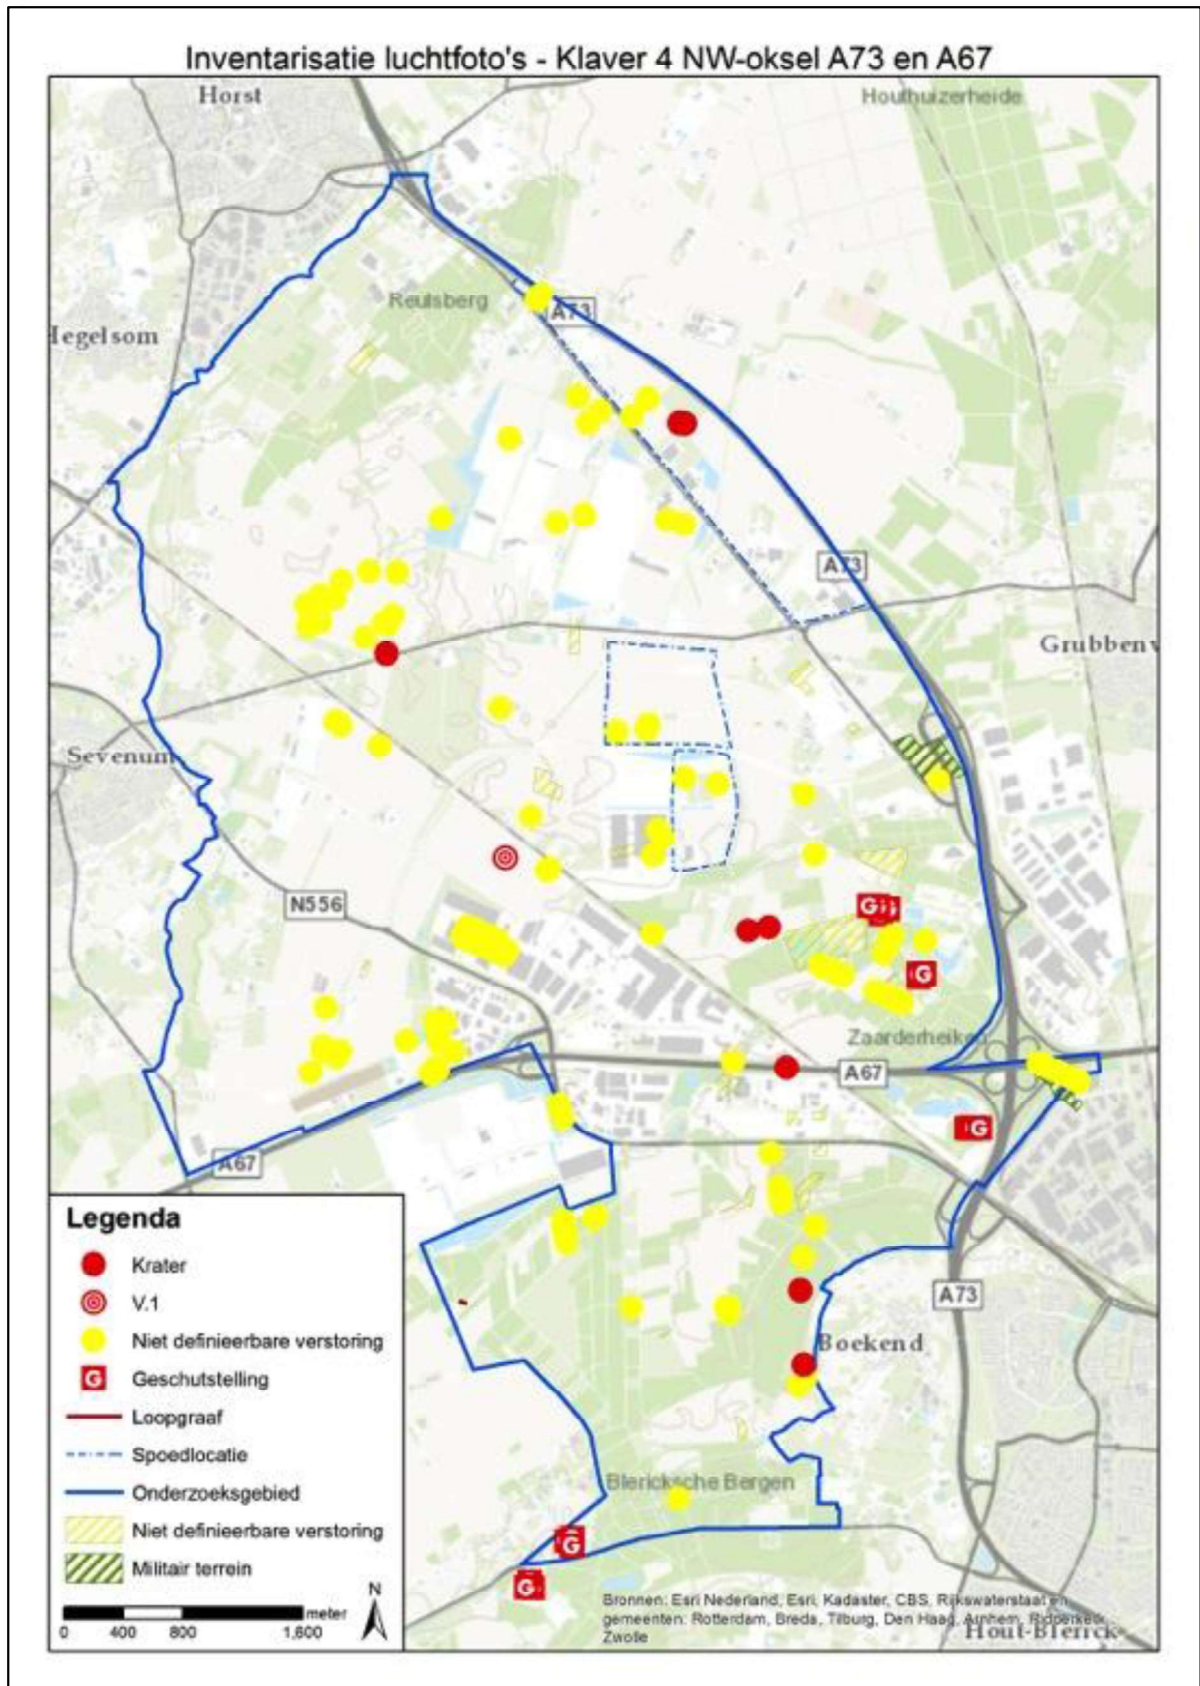 Inventarisatie luchtfoto's - Klaver 4 NW-oksel A73 en A67
Horst
Houthuizerheide
Reulsberg
A73
Hegelsom
A73
Grubbenv
Sevenum
N556
G
G
Zaarderheiken
A67
G
A67
A73
Boekend
Blericksche Bergen
G
G
Legenda
Krater
V.1
Niet definieerbare verstoring
G Geschutstelling
Loopgraaf
Spoedlocatie
Onderzoeksgebied
Niet definieerbare verstoring
Militair terrein
N
meter
0 400 800 1,600
Bronnen: Esri Nederland, Esri, Kadaster, CBS, Rijkswaterstaat en
gemeenten: Rotterdam, Breda, Tilburg, Den Haag, Arnhem, Ridderkerk,
Zwolle
Hout-Blerick